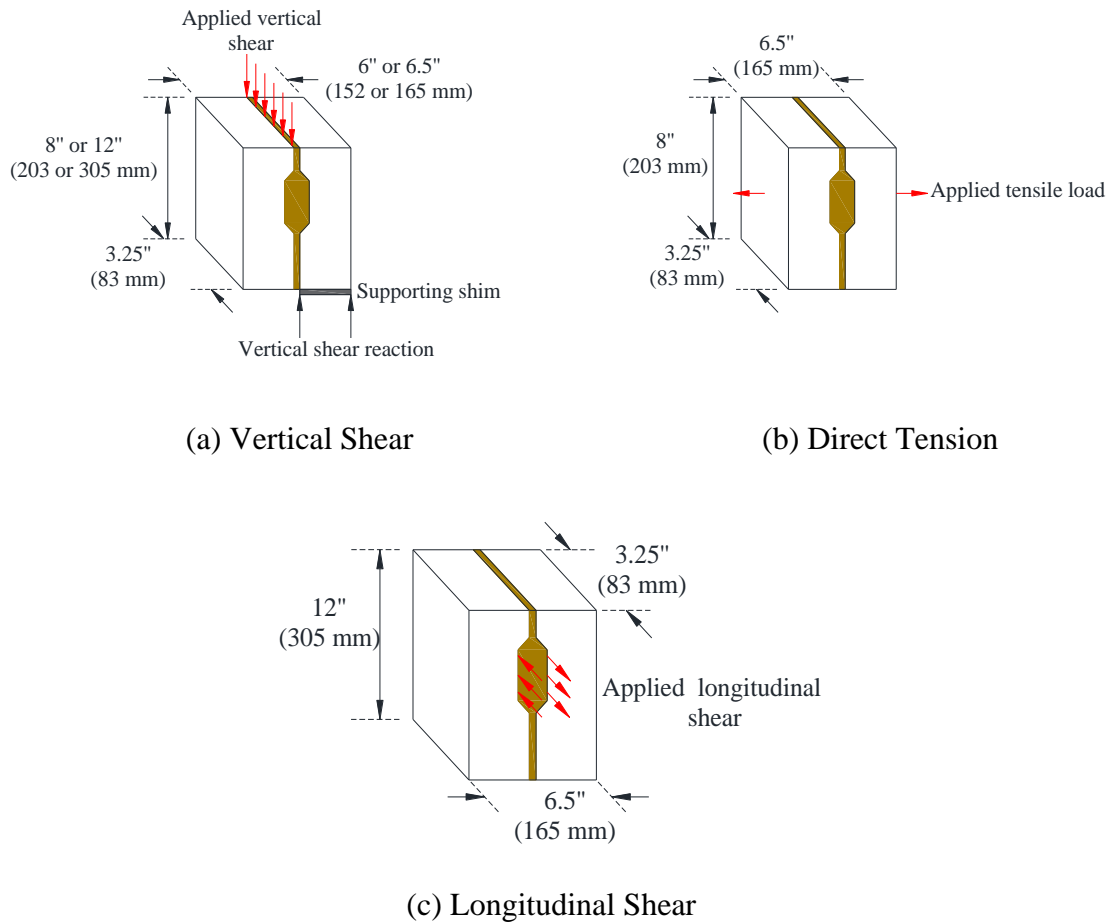 Applied vertical
shear
6" or 6.5"
(152 or 165 mm)
8" or 12"
(203 or 305 mm)
3.25"
(83 mm)
Supporting shim
Vertical shear reaction
(a) Vertical Shear
6.5"
(165 mm)
8"
(203 mm)
Applied tensile load
3.25"
(83 mm)
(b) Direct Tension
3.25"
(83 mm)
12"
(305 mm)
Applied longitudinal
shear
6.5"
(165 mm)
(c) Longitudinal Shear